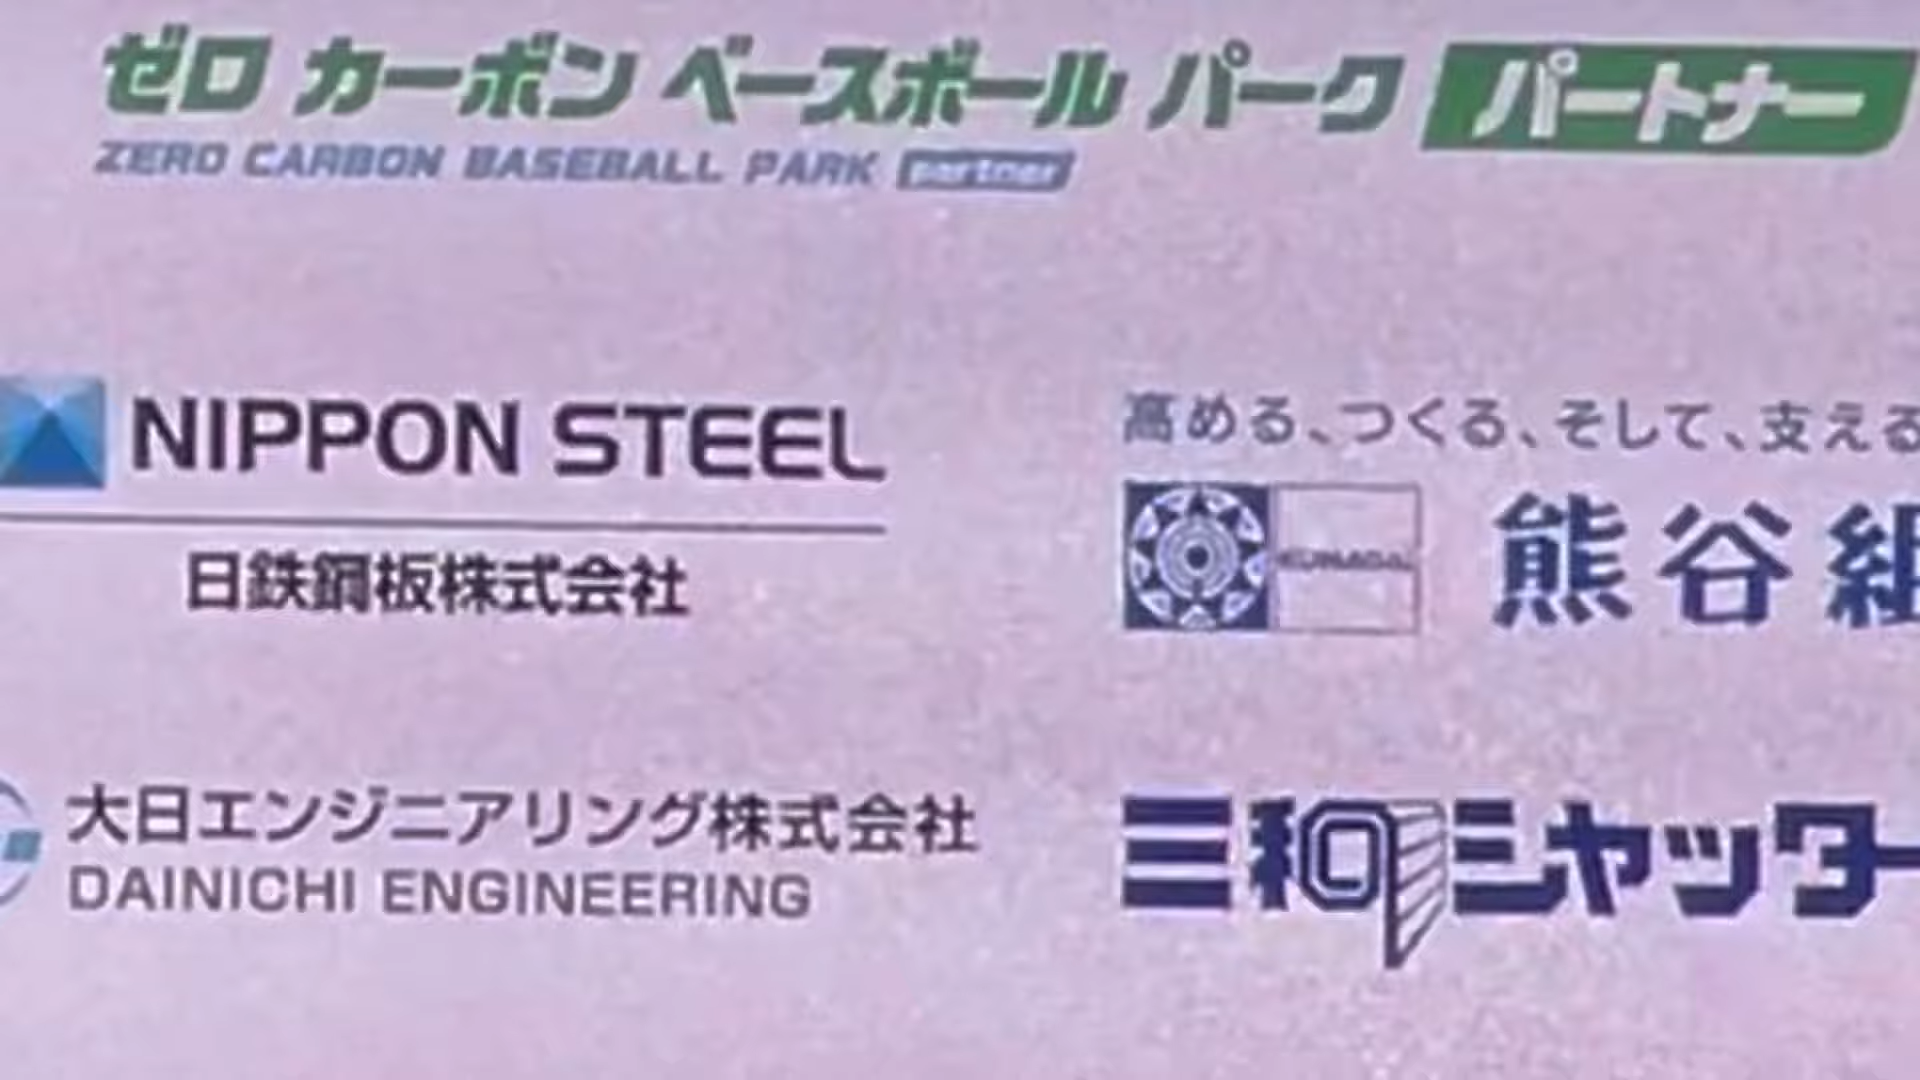 ゼロ カーボン ベースボール パーク パートナー
ZERO CARBON BASEBALL PARK partner
NIPPON STEEL
日鉄鋼板株式会社
高める、つくる、そして、支える
KUMAGAI
熊谷組
大日エンジニアリング株式会社
DAINICHI ENGINEERING
三和シャッター